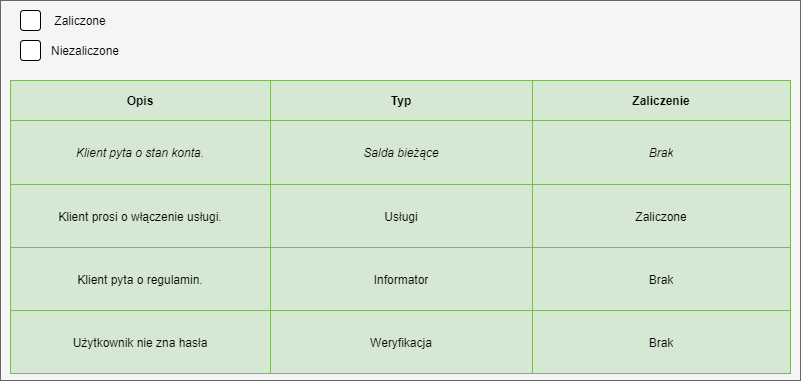 Zaliczone
Niezaliczone
Opis Typ Zaliczenie
Klient pyta o stan konta. Salda bieżące Brak
Klient prosi o włączenie usługi. Usługi Zaliczone
Klient pyta o regulamin. Informator Brak
Użytkownik nie zna hasła Weryfikacja Brak